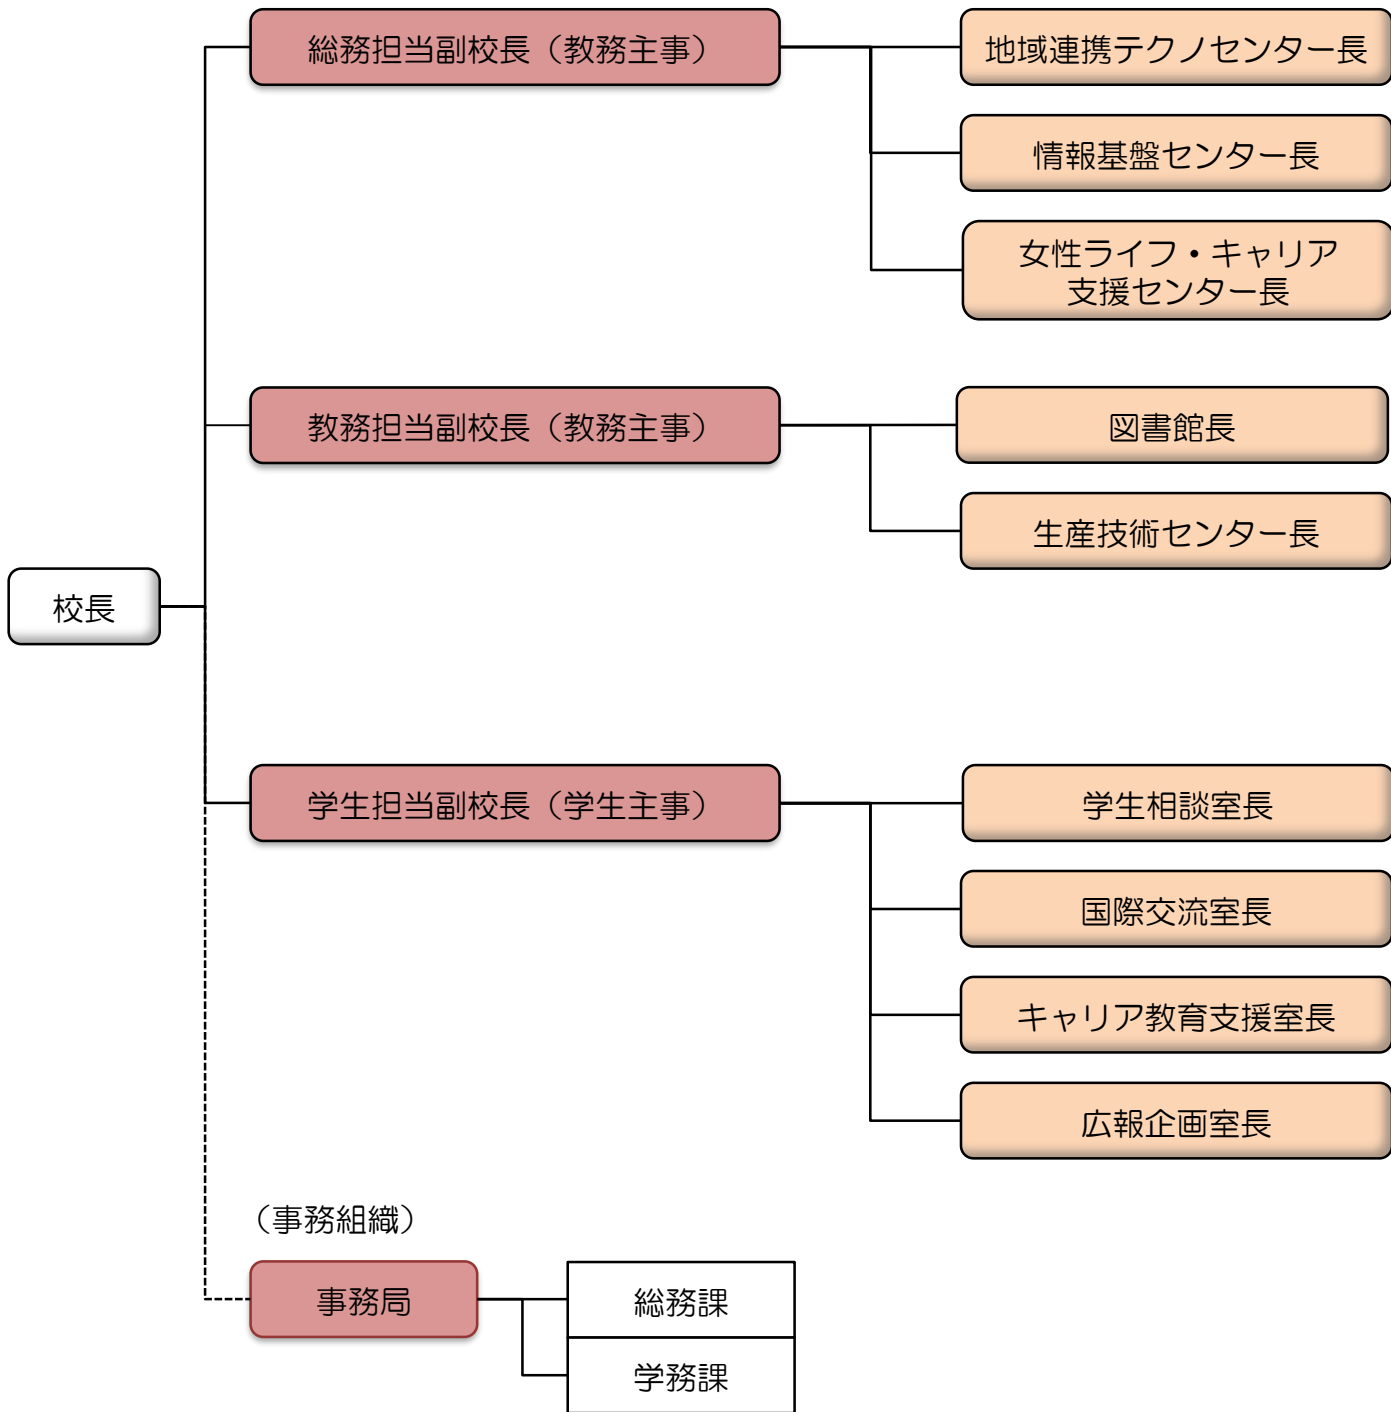 総務担当副校長（教務主事）
地域連携テクノセンター長
情報基盤センター長
女性ライフ・キャリア
支援センター長
教務担当副校長（教務主事）
図書館長
生産技術センター長
校長
学生担当副校長（学生主事）
学生相談室長
国際交流室長
キャリア教育支援室長
広報企画室長
（事務組織）
事務局
総務課
学務課